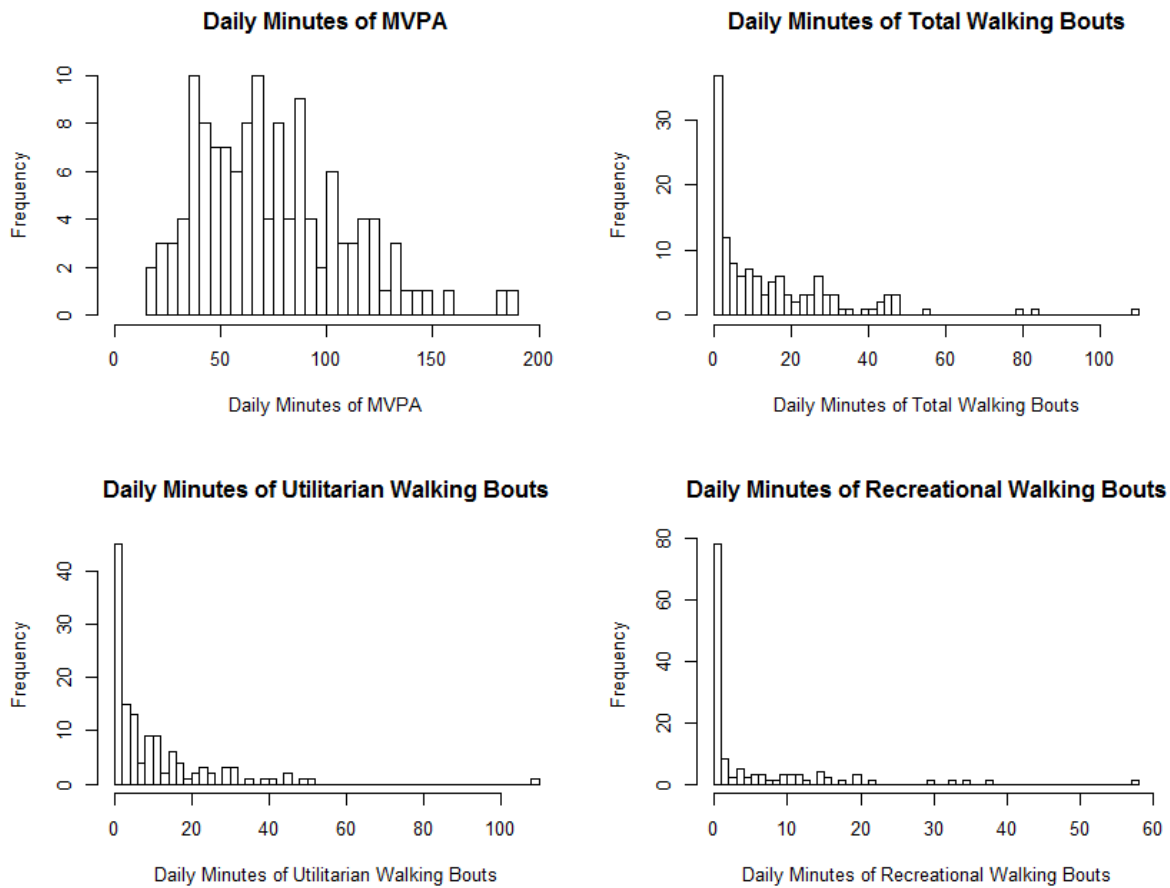 Daily Minutes of MVPA
Frequency
10
8
6
4
2
0
0 50 100 150 200
Daily Minutes of MVPA
Daily Minutes of Total Walking Bouts
Frequency
30
20
10
0
0 20 40 60 80 100
Daily Minutes of Total Walking Bouts
Daily Minutes of Utilitarian Walking Bouts
Frequency
40
30
20
10
0
0 20 40 60 80 100
Daily Minutes of Utilitarian Walking Bouts
Daily Minutes of Recreational Walking Bouts
Frequency
80
60
40
20
0
0 10 20 30 40 50 60
Daily Minutes of Recreational Walking Bouts